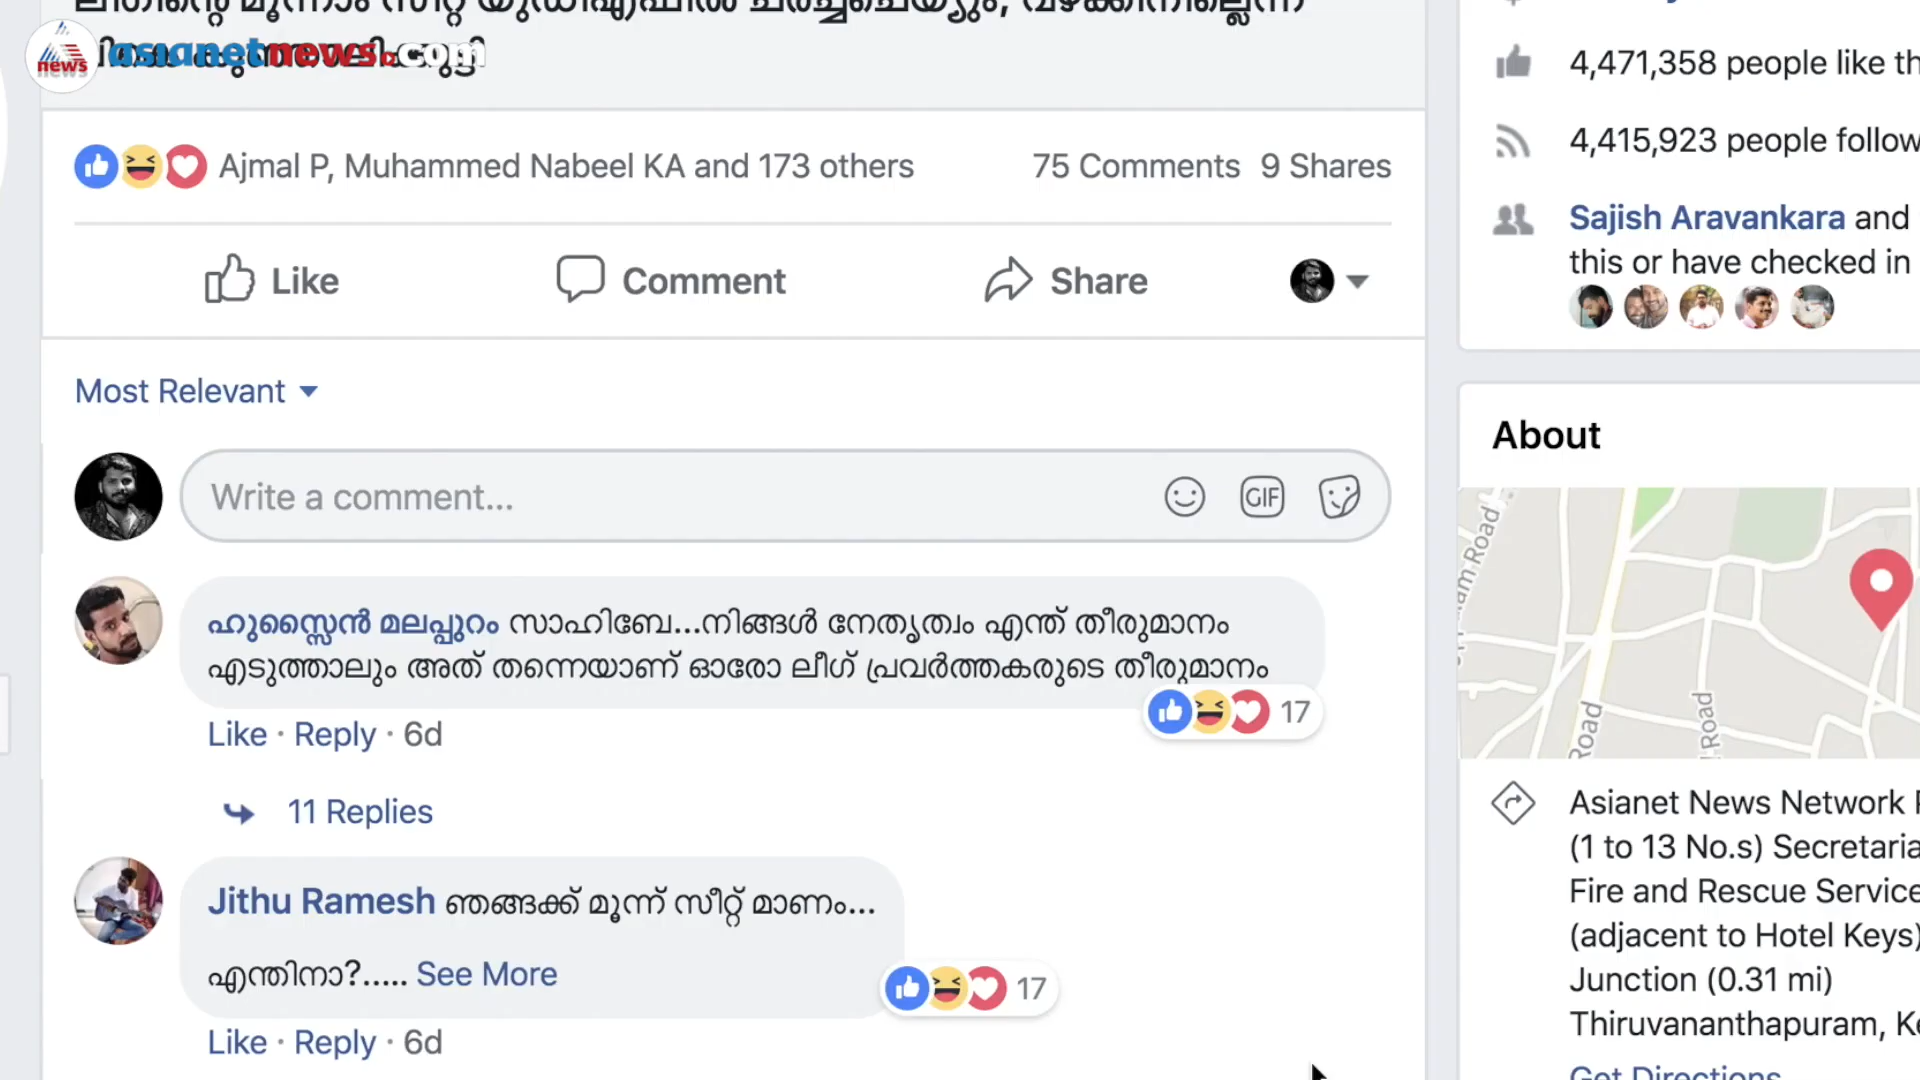 ലീഗിന്റെ മൂന്നാം സീറ്റ് യുഡിഎഫിൽ ചർച്ചചെയ്യും, വഴക്കിനില്ലെന്ന്
news asianetnews.com
Ajmal P, Muhammed Nabeel KA and 173 others 75 Comments 9 Shares
Like Comment Share
Most Relevant
Write a comment...
GIF
ഹുസ്സൈൻ മലപ്പുറം സാഹിബേ...നിങ്ങൾ നേതൃത്വം എന്ത് തീരുമാനം
എടുത്താലും അത് തന്നെയാണ് ഓരോ ലീഗ് പ്രവർത്തകരുടെ തീരുമാനം
17
Like · Reply · 6d
11 Replies
Jithu Ramesh ഞങ്ങക്ക് മൂന്ന് സീറ്റ് മാണം...
എന്തിനാ?..... See More
17
Like · Reply · 6d
4,471,358 people like th
4,415,923 people follow
Sajish Aravankara and
this or have checked in
About
Road
Road
Road
Asianet News Network
(1 to 13 No.s) Secretaria
Fire and Rescue Service
(adjacent to Hotel Keys)
Junction (0.31 mi)
Thiruvananthapuram, Ke
Get Directions